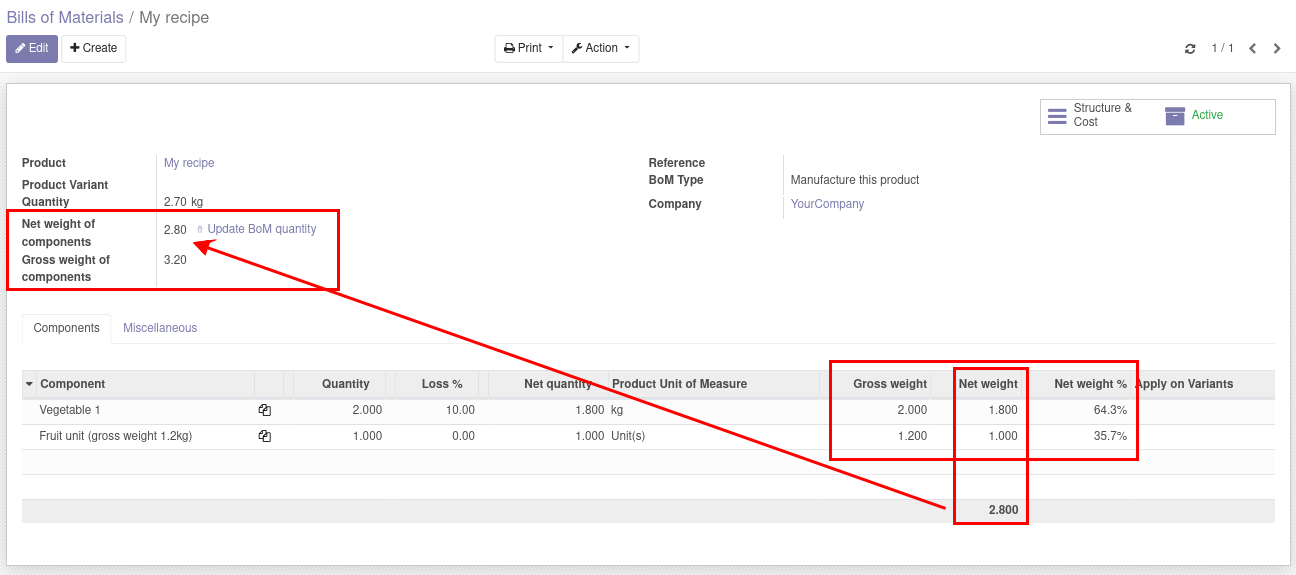 Bills of Materials / My recipe
Edit Create Print Action 1 / 1
Structure & Cost Active
Product My recipe
Product Variant
Quantity 2.70 kg
Net weight of components 2.80 ⇧ Update BoM quantity
Gross weight of components 3.20
Reference
BoM Type Manufacture this product
Company YourCompany
Components Miscellaneous
Component Quantity Loss % Net quantity Product Unit of Measure Gross weight Net weight Net weight % Apply on Variants
Vegetable 1 2.000 10.00 1.800 kg 2.000 1.800 64.3%
Fruit unit (gross weight 1.2kg) 1.000 0.00 1.000 Unit(s) 1.200 1.000 35.7%
2.800